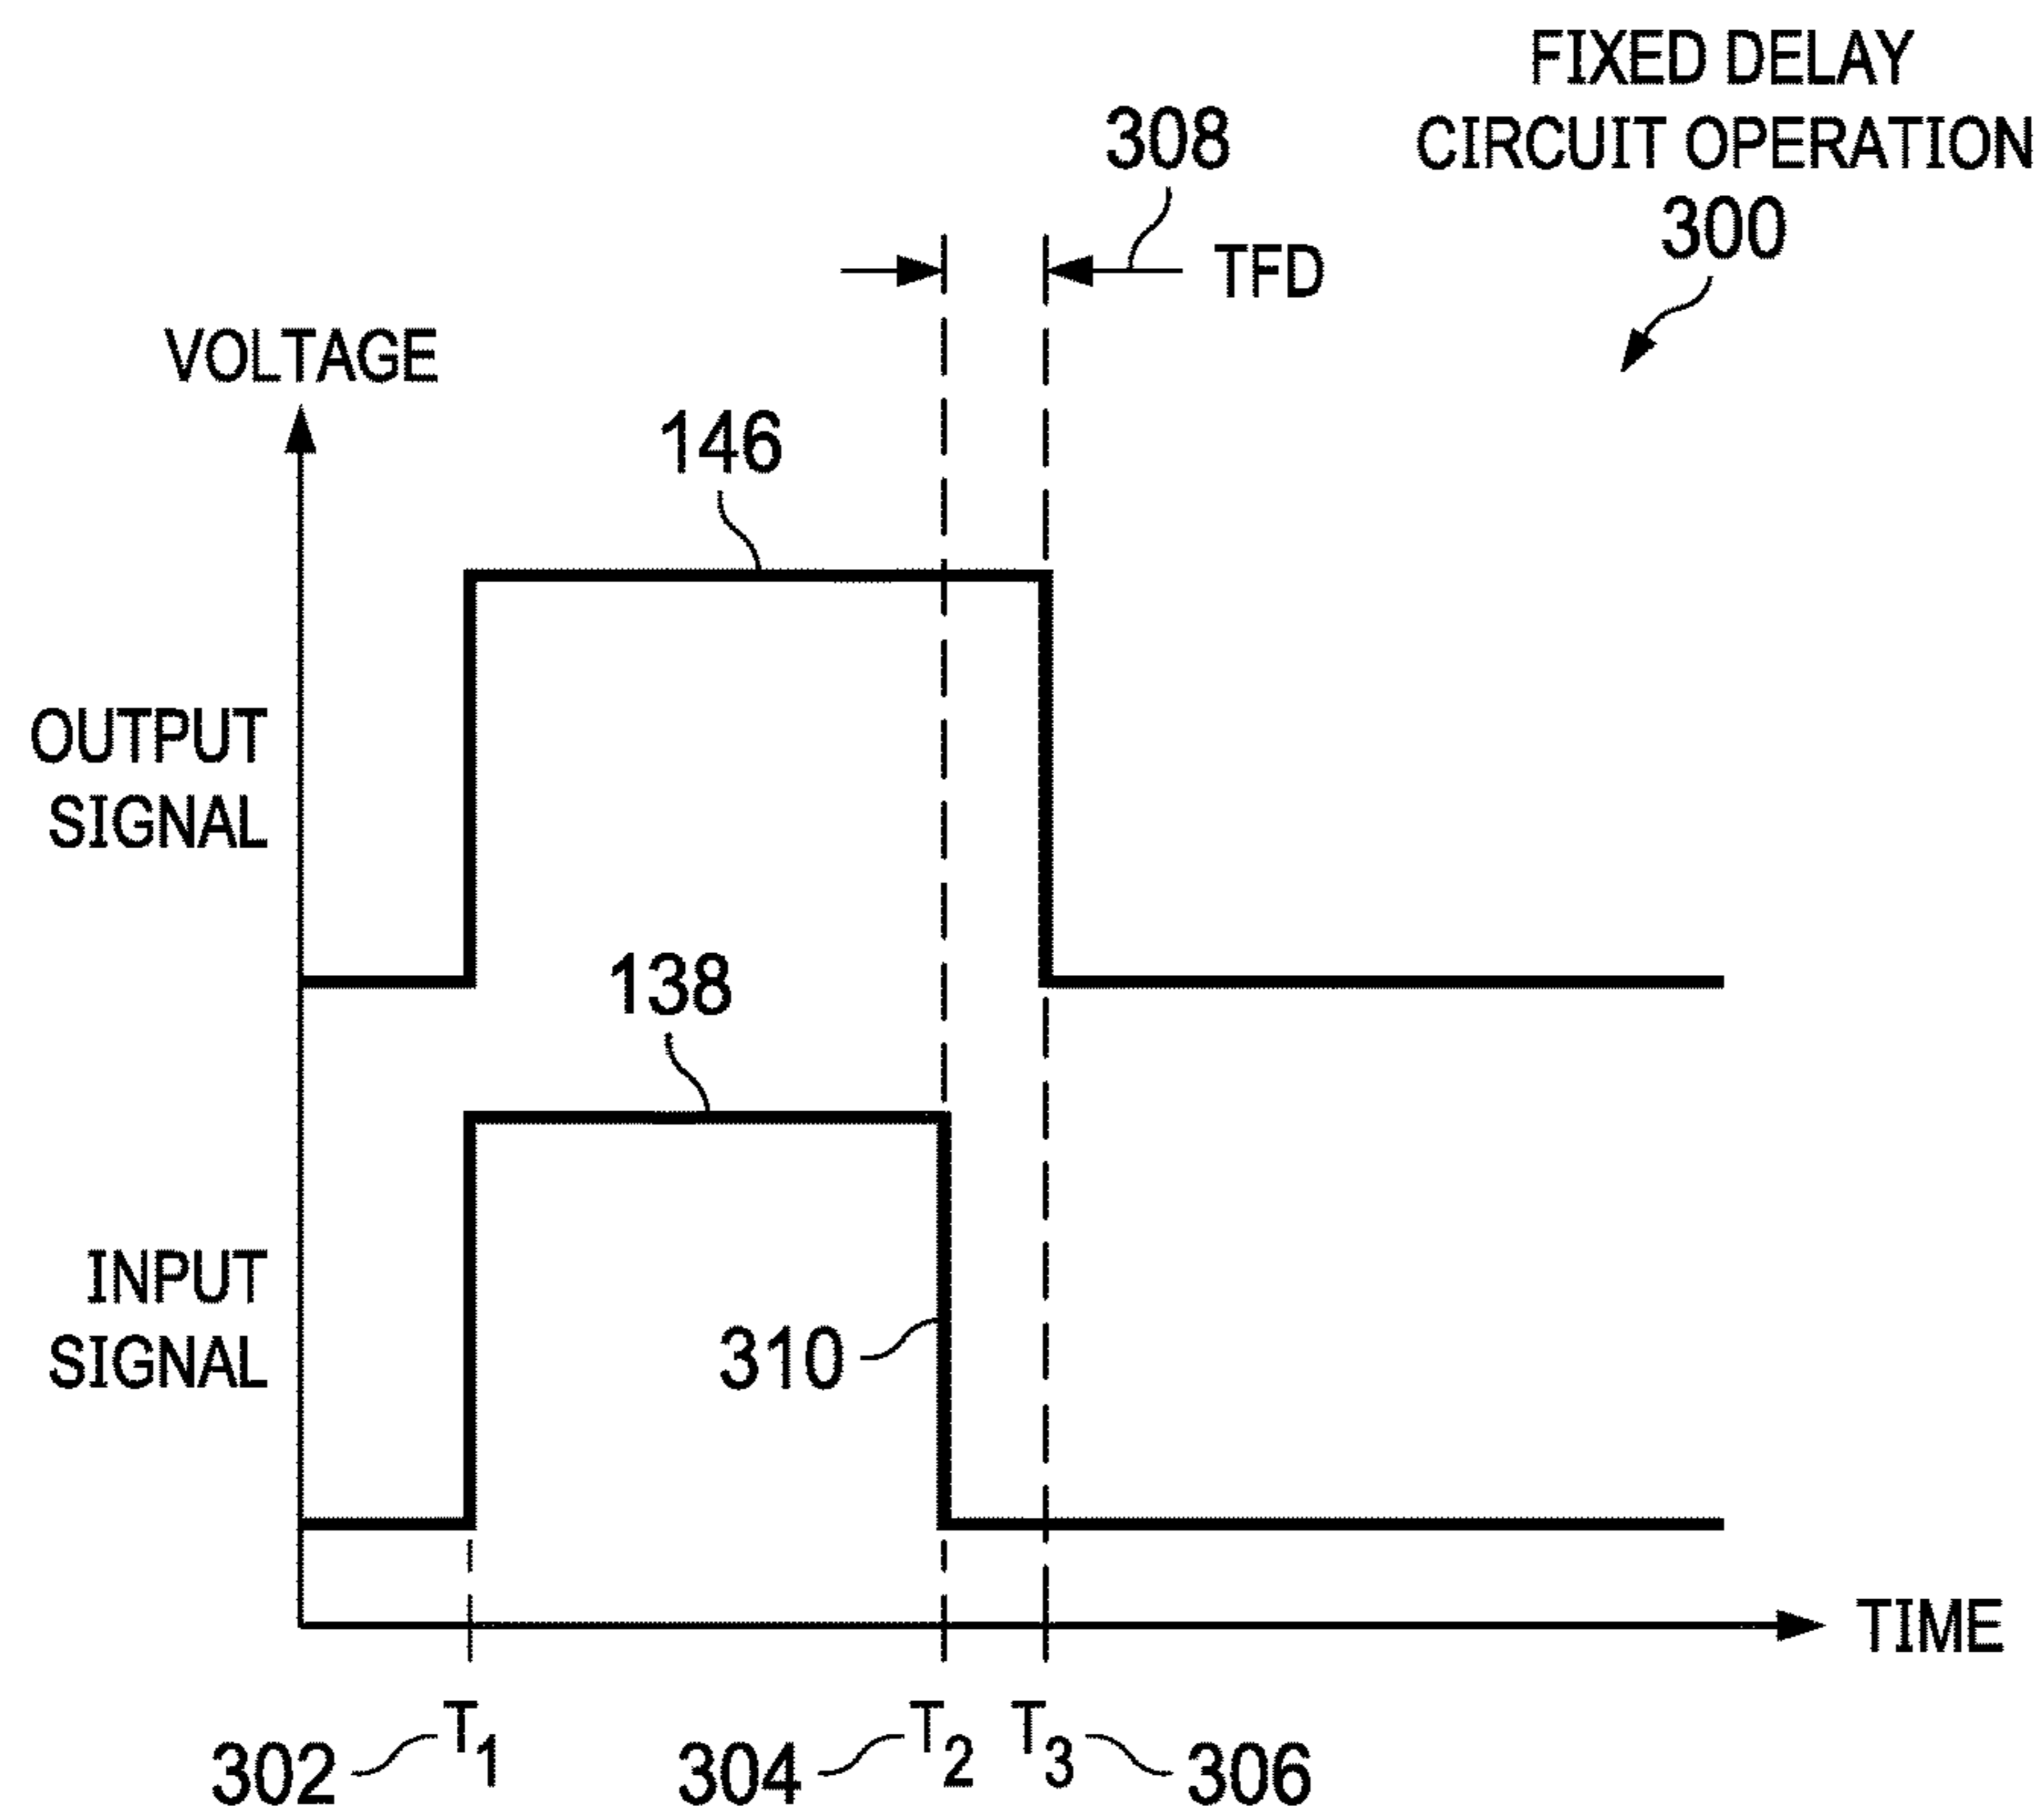 FIXED DELAY
CIRCUIT OPERATION
300
308
TFD
VOLTAGE
146
OUTPUT
SIGNAL
138
INPUT
SIGNAL
310
TIME
T1
T2
T3
302
304
306